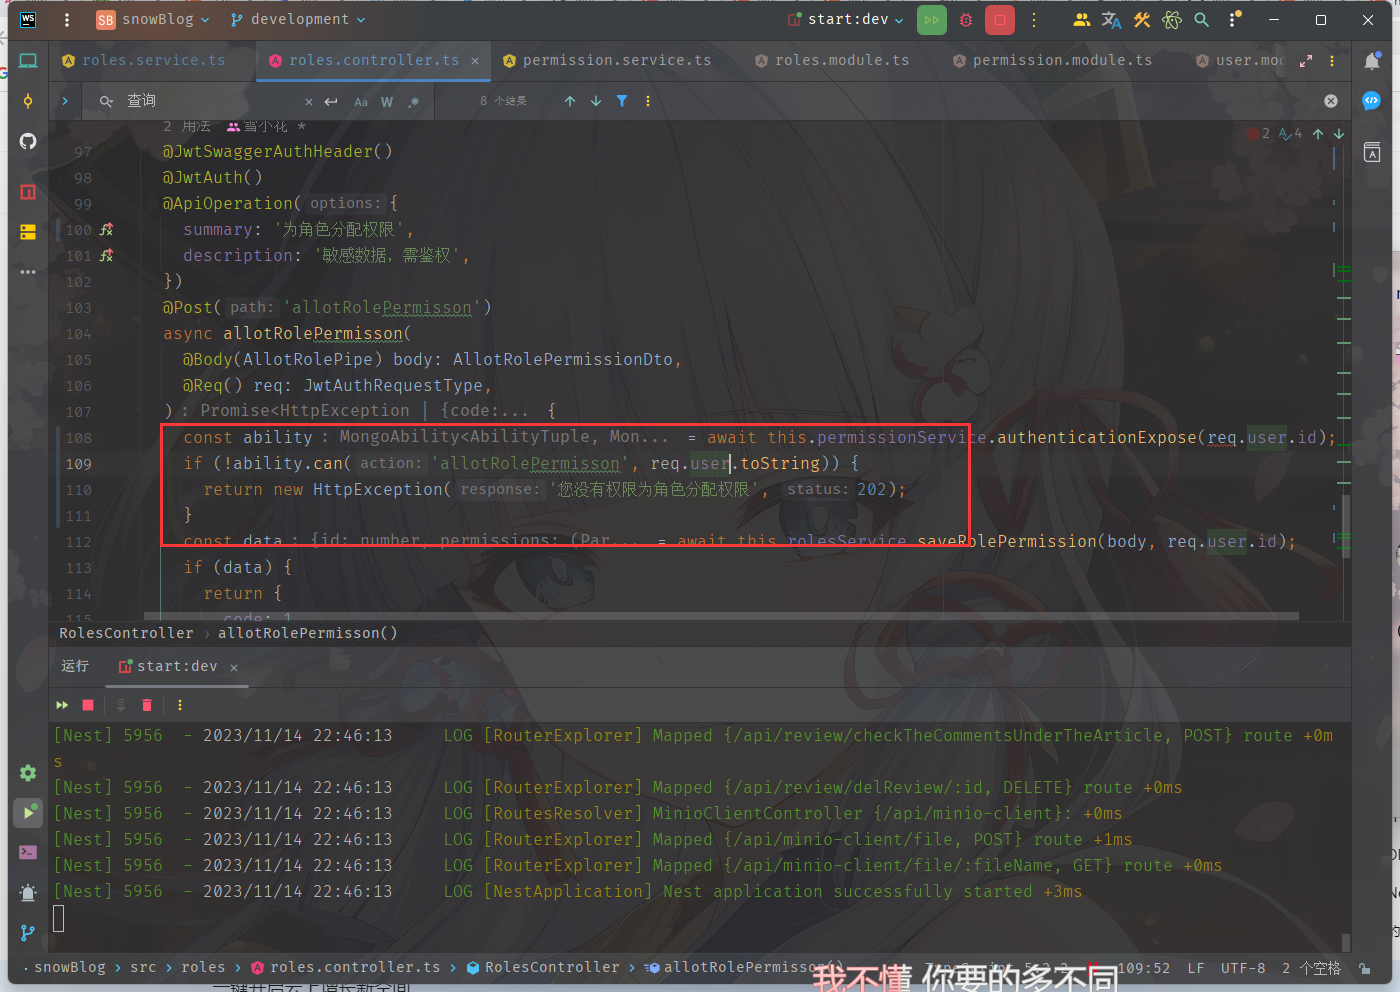 WS SB snowBlog development start:dev
roles.service.ts roles.controller.ts × permission.service.ts roles.module.ts permission.module.ts user.moc
查询 × Aa W 8 个结果
2 用法 雪小花 * 2 4
97 @JwtSwaggerAuthHeader()
98 @JwtAuth()
99 @ApiOperation( options: {
100 summary: '为角色分配权限',
101 description: '敏感数据，需鉴权',
102 })
103 @Post( path: 'allotRolePermisson')
104 async allotRolePermisson(
105 @Body(AllotRolePipe) body: AllotRolePermissionDto,
106 @Req() req: JwtAuthRequestType,
107 ) : Promise<HttpException | {code:... {
108 const ability : MongoAbility<AbilityTuple, Mon... = await this.permissionService.authenticationExpose(req.user.id);
109 if (!ability.can( action: 'allotRolePermisson', req.user.toString)) {
110 return new HttpException( response: '您没有权限为角色分配权限', status: 202);
111 }
112 const data : {id: number, permissions: (Par... = await this.rolesService.saveRolePermission(body, req.user.id);
113 if (data) {
114 return {
115 code: 1
RolesController › allotRolePermisson()
运行 start:dev ×
[Nest] 5956 - 2023/11/14 22:46:13 LOG [RouterExplorer] Mapped {/api/review/checkTheCommentsUnderTheArticle, POST} route +0m
s
[Nest] 5956 - 2023/11/14 22:46:13 LOG [RouterExplorer] Mapped {/api/review/delReview/:id, DELETE} route +0ms
[Nest] 5956 - 2023/11/14 22:46:13 LOG [RoutesResolver] MinioClientController {/api/minio-client}: +0ms
[Nest] 5956 - 2023/11/14 22:46:13 LOG [RouterExplorer] Mapped {/api/minio-client/file, POST} route +1ms
[Nest] 5956 - 2023/11/14 22:46:13 LOG [RouterExplorer] Mapped {/api/minio-client/file/:fileName, GET} route +0ms
[Nest] 5956 - 2023/11/14 22:46:13 LOG [NestApplication] Nest application successfully started +3ms
snowBlog › src › roles › roles.controller.ts › RolesController › allotRolePermisson() 109:52 LF UTF-8 2 个空格
我不懂 你要的多不同